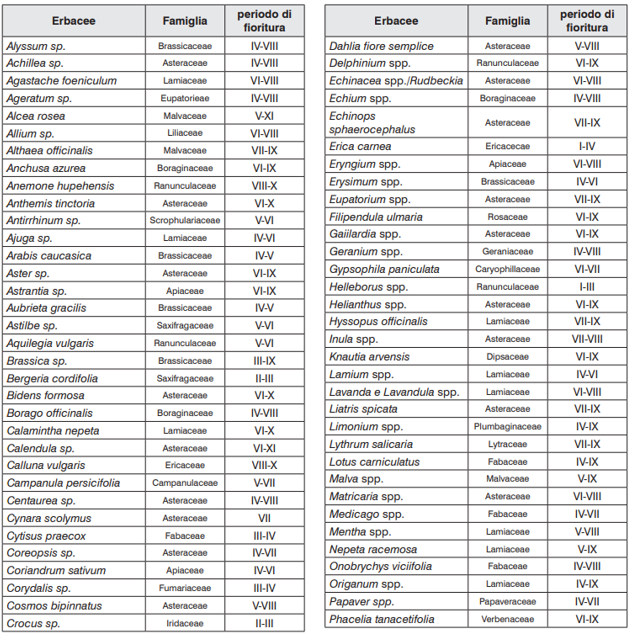 Erbacee Famiglia periodo di fioritura
Alyssum sp. Brassicaceae IV-VIII
Achillea sp. Asteraceae IV-VIII
Agastache foeniculum Lamiaceae VI-VIII
Ageratum sp. Eupatorieae IV-VIII
Alcea rosea Malvaceae V-XI
Allium sp. Liliaceae VI-VIII
Althaea officinalis Malvaceae VII-IX
Anchusa azurea Boraginaceae VI-IX
Anemone hupehensis Ranunculaceae VIII-X
Anthemis tinctoria Asteraceae VI-X
Antirrhinum sp. Scrophulariaceae V-VI
Ajuga sp. Lamiaceae IV-VI
Arabis caucasica Brassicaceae IV-V
Aster sp. Asteraceae VI-IX
Astrantia sp. Apiaceae VI-IX
Aubrieta gracilis Brassicaceae IV-V
Astilbe sp. Saxifragaceae V-VI
Aquilegia vulgaris Ranunculaceae V-VI
Brassica sp. Brassicaceae III-IX
Bergeria cordifolia Saxifragaceae II-III
Bidens formosa Asteraceae VI-X
Borago officinalis Boraginaceae IV-VIII
Calamintha nepeta Lamiaceae VI-X
Calendula sp. Asteraceae VI-XI
Calluna vulgaris Ericaceae VIII-X
Campanula persicifolia Campanulaceae V-VII
Centaurea sp. Asteraceae IV-VIII
Cynara scolymus Asteraceae VII
Cytisus praecox Fabaceae III-IV
Coreopsis sp. Asteraceae IV-VII
Coriandrum sativum Apiaceae IV-VI
Corydalis sp. Fumariaceae III-IV
Cosmos bipinnatus Asteraceae V-VIII
Crocus sp. Iridaceae II-III
Erbacee Famiglia periodo di fioritura
Dahlia fiore semplice Asteraceae V-VIII
Delphinium spp. Ranunculaceae VI-IX
Echinacea spp./Rudbeckia Asteraceae VI-VIII
Echium spp. Boraginaceae IV-VIII
Echinops
sphaerocephalus Asteraceae VII-IX
Erica carnea Ericacecae I-IV
Eryngium spp. Apiaceae VI-VIII
Erysimum spp. Brassicaceae IV-VI
Eupatorium spp. Asteraceae VII-IX
Filipendula ulmaria Rosaceae VI-IX
Gaiilardia spp. Asteraceae VI-IX
Geranium spp. Geraniaceae IV-VIII
Gypsophila paniculata Caryophillaceae VI-VII
Helleborus spp. Ranunculaceae I-III
Helianthus spp. Asteraceae VI-IX
Hyssopus officinalis Lamiaceae VII-IX
Inula spp. Asteraceae VII-VIII
Knautia arvensis Dipsaceae VI-IX
Lamium spp. Lamiaceae IV-VI
Lavanda e Lavandula spp. Lamiaceae VI-VIII
Liatris spicata Asteraceae VII-IX
Limonium spp. Plumbaginaceae IV-IX
Lythrum salicaria Lytraceae VII-IX
Lotus carniculatus Fabaceae IV-IX
Malva spp. Malvaceae V-IX
Matricaria spp. Asteraceae VI-VIII
Medicago spp. Fabaceae IV-VII
Mentha spp. Lamiaceae V-VIII
Nepeta racemosa Lamiaceae V-IX
Onobrychys viciifolia Fabaceae IV-VIII
Origanum spp. Lamiaceae IV-IX
Papaver spp. Papaveraceae IV-VII
Phacelia tanacetifolia Verbenaceae VI-IX